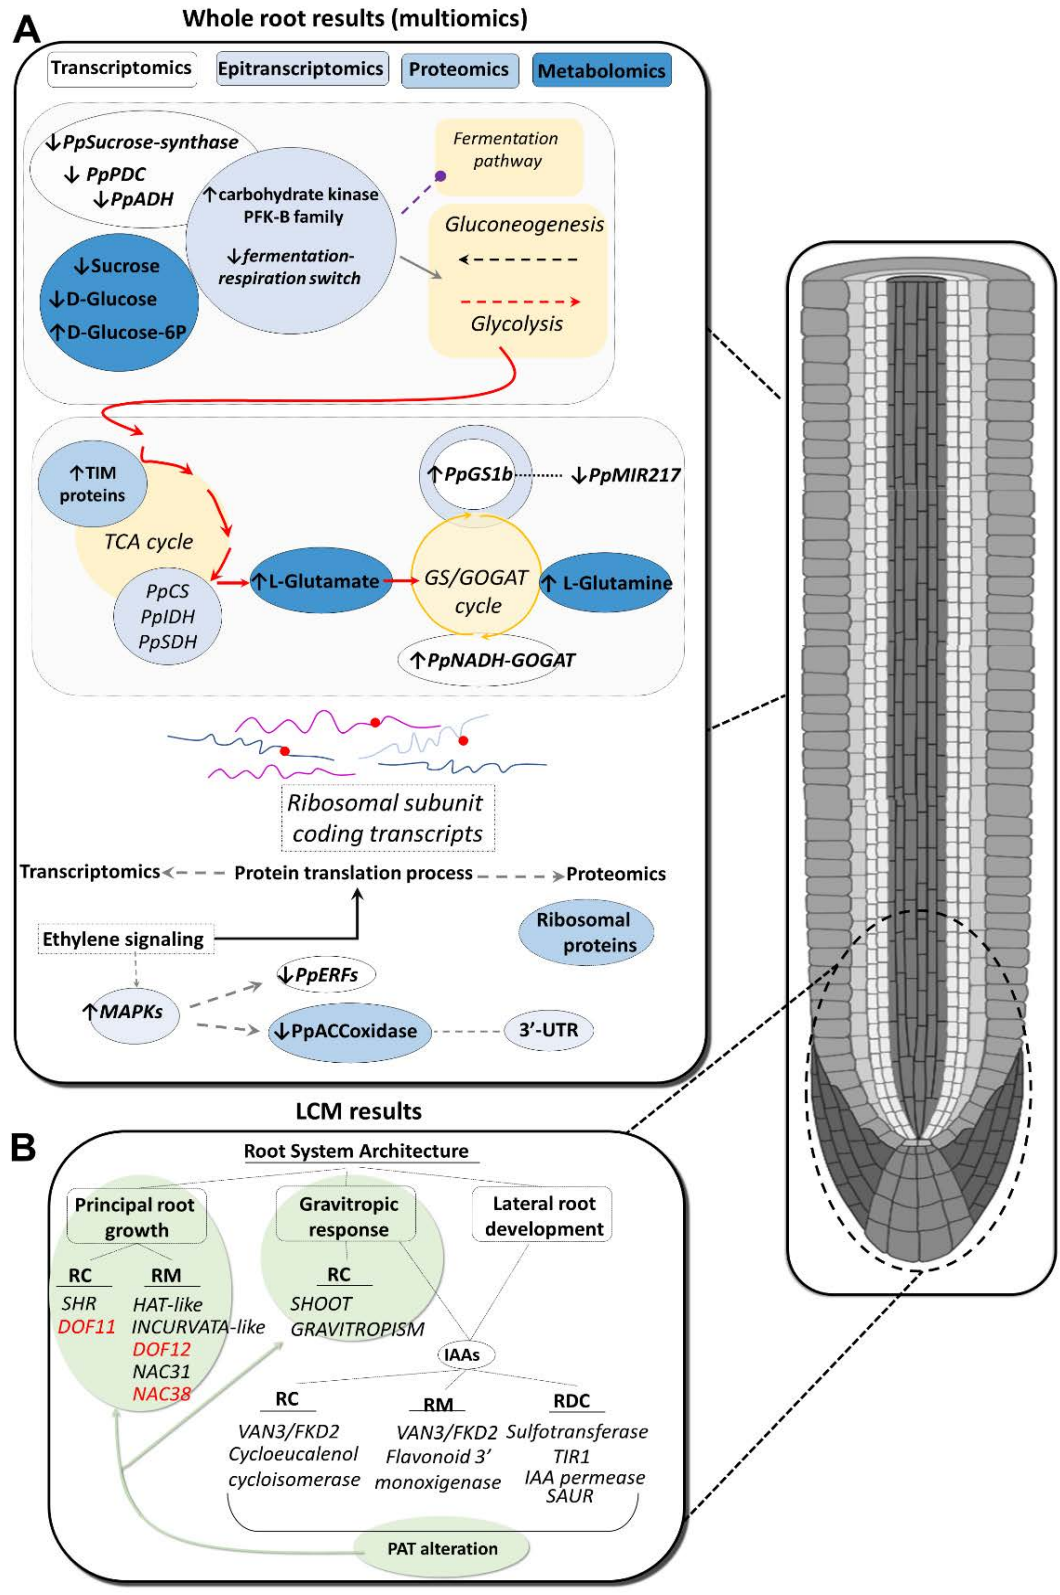 Whole root results (multiomics)
A
Transcriptomics
Epitranscriptomics
Proteomics
Metabolomics
↓PpSucrose-synthase
↓ PpPDC
↓PpADH
↑carbohydrate kinase
PFK-B family
↓fermentation-
respiration switch
↓Sucrose
↓D-Glucose
↑D-Glucose-6P
Fermentation
pathway
Gluconeogenesis
Glycolysis
↑TIM
proteins
TCA cycle
PpCS
PpIDH
PpSDH
↑L-Glutamate
↑PpGS1b
↓PpMIR217
GS/GOGAT
cycle
↑ L-Glutamine
↑PpNADH-GOGAT
Ribosomal subunit
coding transcripts
Transcriptomics
Protein translation process
Proteomics
Ribosomal
proteins
Ethylene signaling
↑MAPKs
↓PpERFs
↓PpACCoxidase
3’-UTR
LCM results
B
Root System Architecture
Principal root
growth
Gravitropic
response
Lateral root
development
RC
SHR
DOF11
RM
HAT-like
INCURVATA-like
DOF12
NAC31
NAC38
RC
SHOOT
GRAVITROPISM
IAAs
RC
VAN3/FKD2
Cycloeucalenol
cycloisomerase
RM
VAN3/FKD2
Flavonoid 3’
monoxigenase
RDC
Sulfotransferase
TIR1
IAA permease
SAUR
PAT alteration